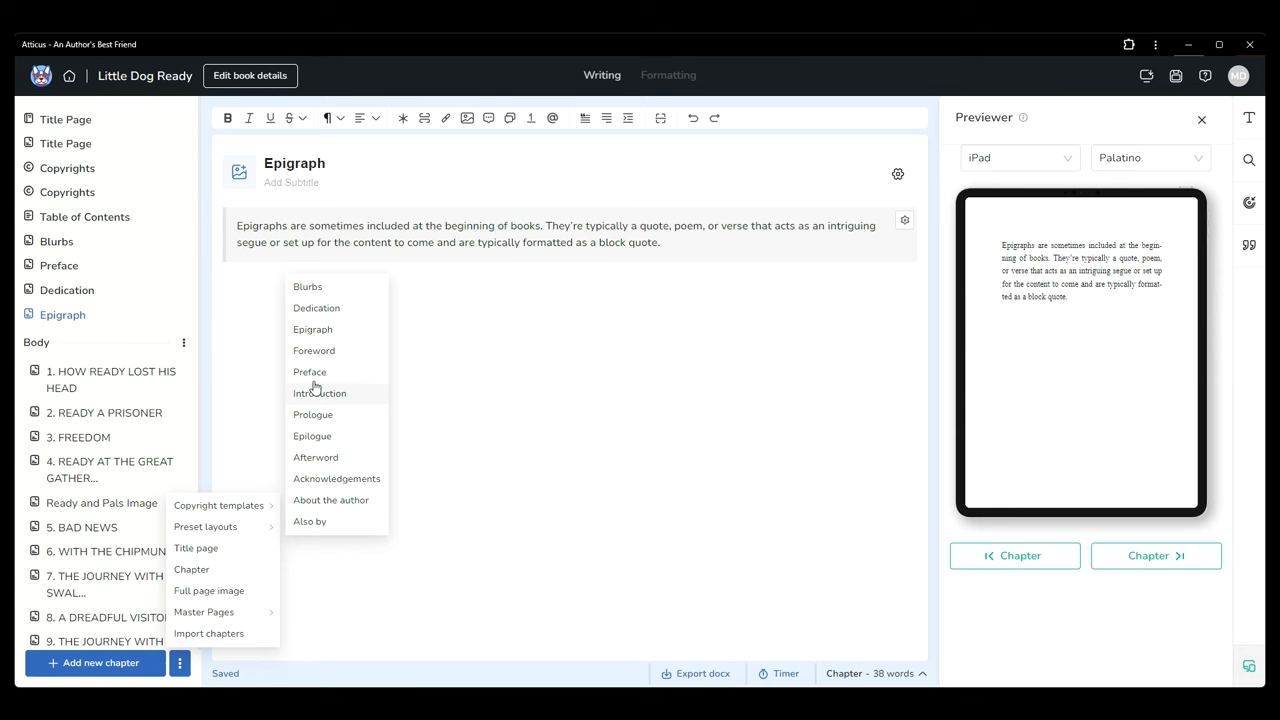 Atticus - An Author's Best Friend
Little Dog Ready
Edit book details
Writing
Formatting
MD
Title Page
Title Page
Copyrights
Copyrights
Table of Contents
Blurbs
Preface
Dedication
Epigraph
Body
1. HOW READY LOST HIS
HEAD
2. READY A PRISONER
3. FREEDOM
4. READY AT THE GREAT
GATHER...
Ready and Pals Image
5. BAD NEWS
6. WITH THE CHIPMUN
7. THE JOURNEY WITH
SWAL...
8. A DREADFUL VISITO
9. THE JOURNEY WITH
+ Add new chapter
Copyright templates
Preset layouts
Title page
Chapter
Full page image
Master Pages
Import chapters
Blurbs
Dedication
Epigraph
Foreword
Preface
Introduction
Prologue
Epilogue
Afterword
Acknowledgements
About the author
Also by
Epigraph
Add Subtitle
Epigraphs are sometimes included at the beginning of books. They're typically a quote, poem, or verse that acts as an intriguing
segue or set up for the content to come and are typically formatted as a block quote.
Saved
Export docx
Timer
Chapter - 38 words
Previewer
iPad
Palatino
Epigraphs are sometimes included at the begin-
ning of books. They're typically a quote, poem,
or verse that acts as an intriguing segue or set up
for the content to come and are typically format-
ted as a block quote.
Chapter
Chapter